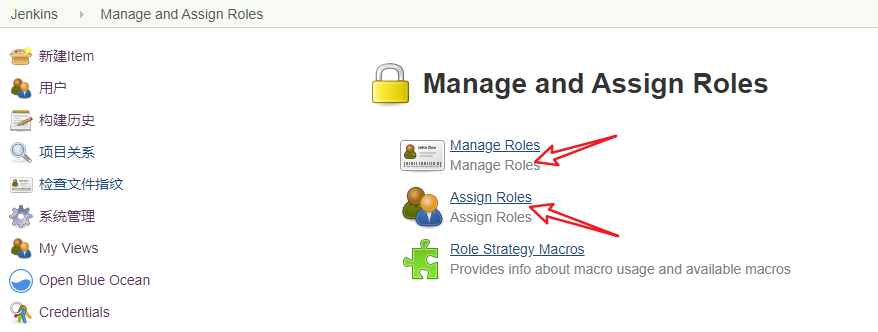 Jenkins Manage and Assign Roles
新建Item
用户
构建历史
项目关系
检查文件指纹
系统管理
My Views
Open Blue Ocean
Credentials
Manage and Assign Roles
John Doe
Manage Roles
Manage Roles
Assign Roles
Assign Roles
Role Strategy Macros
Provides info about macro usage and available macros